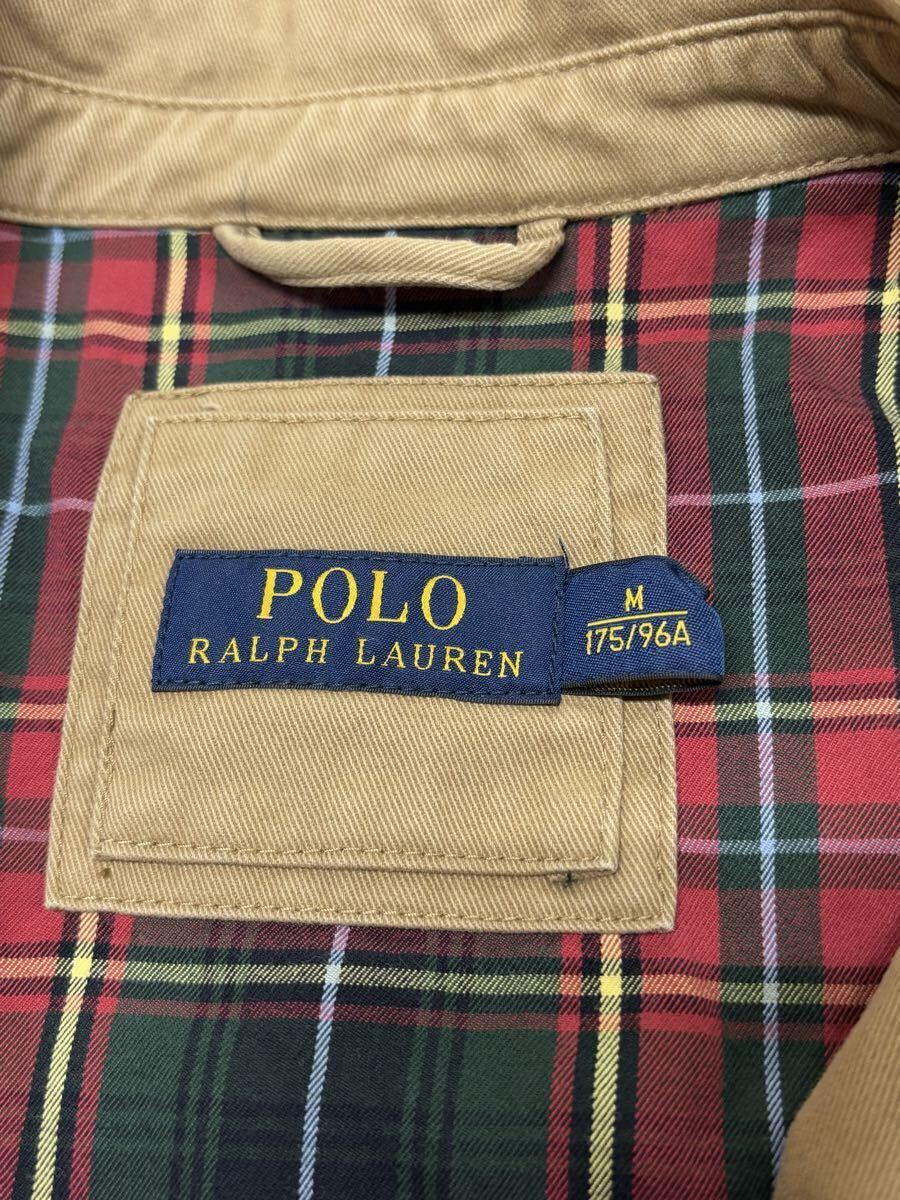 POLO
RALPH LAUREN
M
175/96A